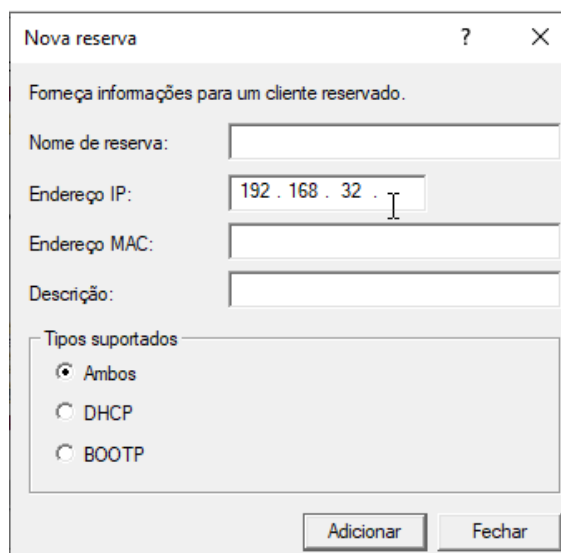 Nova reserva ?
Forneça informações para um cliente reservado.
Nome de reserva:
Endereço IP: 192 . 168 . 32 .
Endereço MAC:
Descrição:
Tipos suportados
Ambos
DHCP
BOOTP
Adicionar Fechar